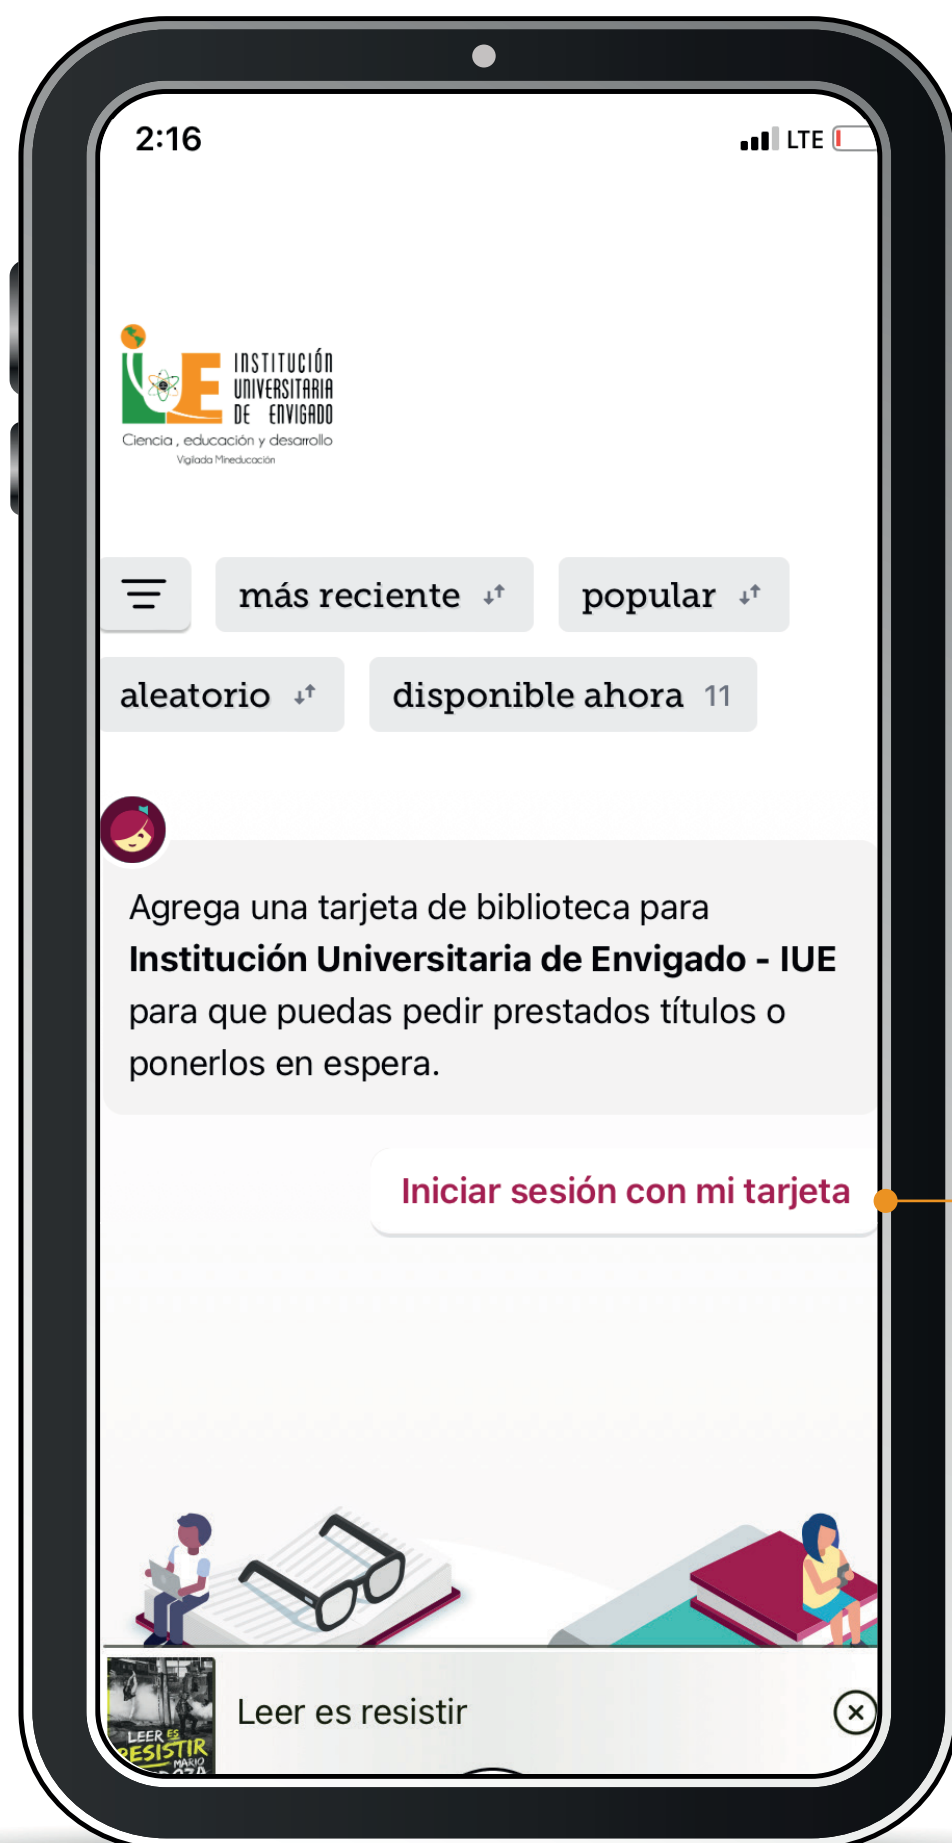 2:16
LTE
iUE
INSTITUCIÓN
UNIVERSITARIA
DE ENVIGADO
Ciencia , educación y desarrollo
Vigilada Mineducación
más reciente
popular
aleatorio
disponible ahora 11
Agrega una tarjeta de biblioteca para
Institución Universitaria de Envigado - IUE
para que puedas pedir prestados títulos o
ponerlos en espera.
Iniciar sesión con mi tarjeta
Leer es resistir
LEER ES
RESISTIR
MARIO